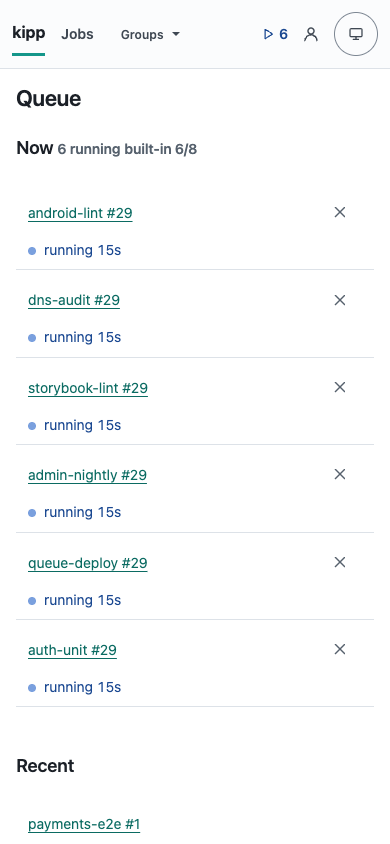 kipp Jobs Groups 6
Queue
Now 6 running built-in 6/8
android-lint #29
running 15s
dns-audit #29
running 15s
storybook-lint #29
running 15s
admin-nightly #29
running 15s
queue-deploy #29
running 15s
auth-unit #29
running 15s
Recent
payments-e2e #1